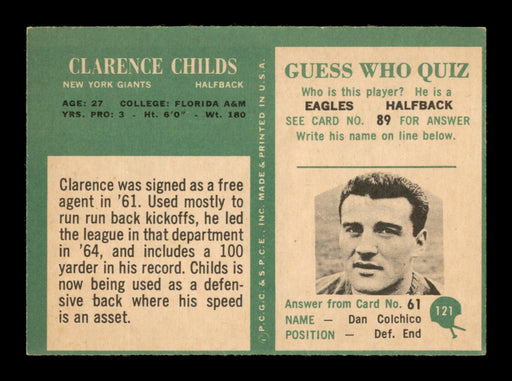 CLARENCE CHILDS
NEW YORK GIANTS HALFBACK
AGE: 27 COLLEGE: FLORIDA A&M
YRS. PRO: 3 - Ht. 6'0" - Wt. 180
Clarence was signed as a free
agent in '61. Used mostly to
run run back kickoffs, he led
the league in that department
in '64, and includes a 100
yarder in his record. Childs is
now being used as a defen-
sive back where his speed
is an asset.
©P.C.G.C. & S.P.C.E., INC. MADE & PRINTED IN U.S.A.
GUESS WHO QUIZ
Who is this player? He is a
EAGLES HALFBACK
SEE CARD NO. 89 FOR ANSWER
Write his name on line below.
Answer from Card No. 61
NAME — Dan Colchico
POSITION — Def. End
121